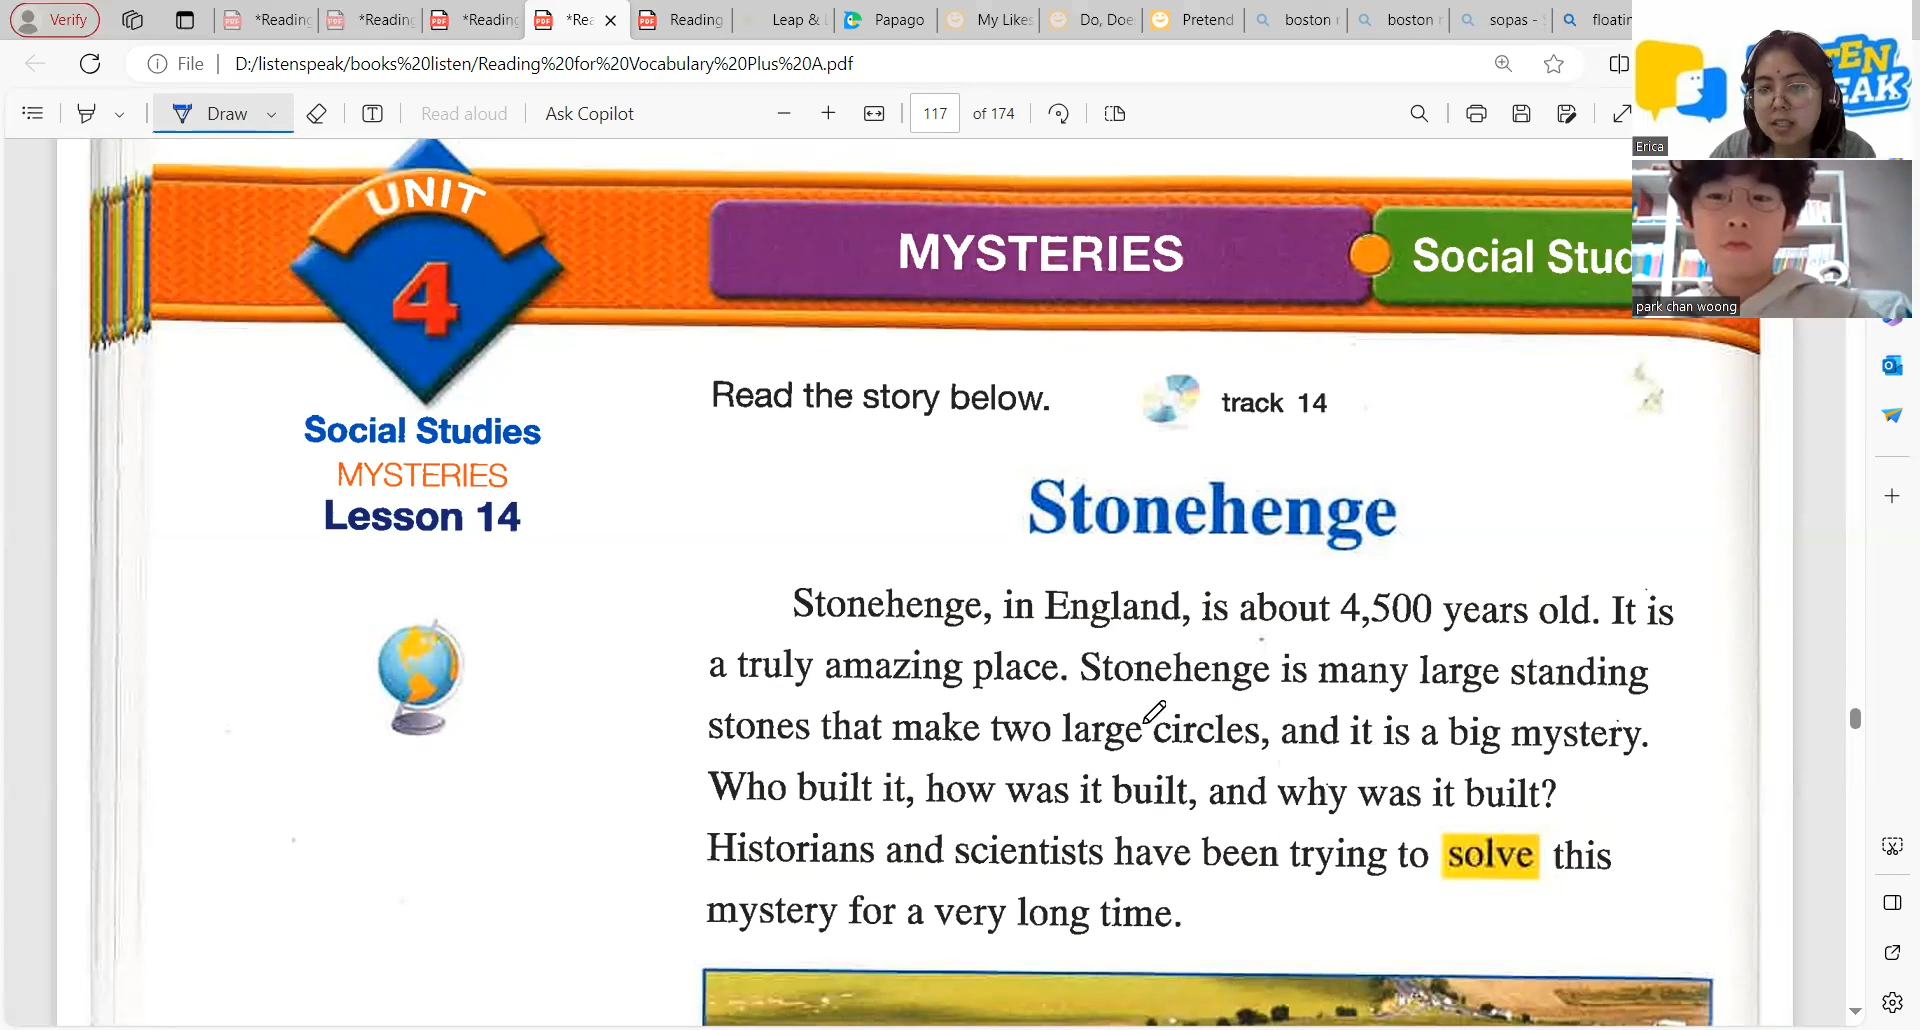 Verify
*Reading
*Reading
*Reading
*Rea
Reading
Leap &
Papago
My Likes
Do, Doe
Pretend
boston
boston
sopas -
floatin
File
D:/listenspeak/books%20listen/Reading%20for%20Vocabulary%20Plus%20A.pdf
Draw
Read aloud
Ask Copilot
117
of 174
Erica
park chan woong
UNIT
4
MYSTERIES
Social Stud
Social Studies
MYSTERIES
Lesson 14
Read the story below.
track 14
Stonehenge
Stonehenge, in England, is about 4,500 years old. It is
a truly amazing place. Stonehenge is many large standing
stones that make two large circles, and it is a big mystery.
Who built it, how was it built, and why was it built?
Historians and scientists have been trying to solve this
mystery for a very long time.